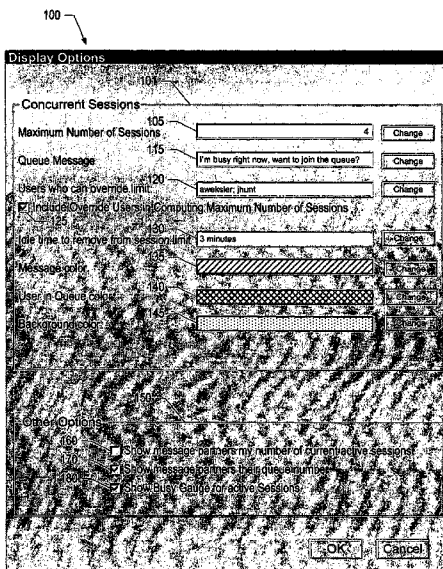 100
Display Options
101
Concurrent Sessions
105
Maximum Number of Sessions 4 Change
115
Queue Message I'm busy right now, want to join the queue? Change
120
Users who can override limit: aweksler; jhunt Change
Include Override Users in Computing Maximum Number of Sessions
130
Idle time to remove from session limit 3 minutes Change
Message color Change
140
User in Queue color Change
145
Background color Change
150
Other Options
160
Show message partners my number of current active sessions
Show message partners their queue number
180
Show Busy Gauge for active Sessions
OK Cancel